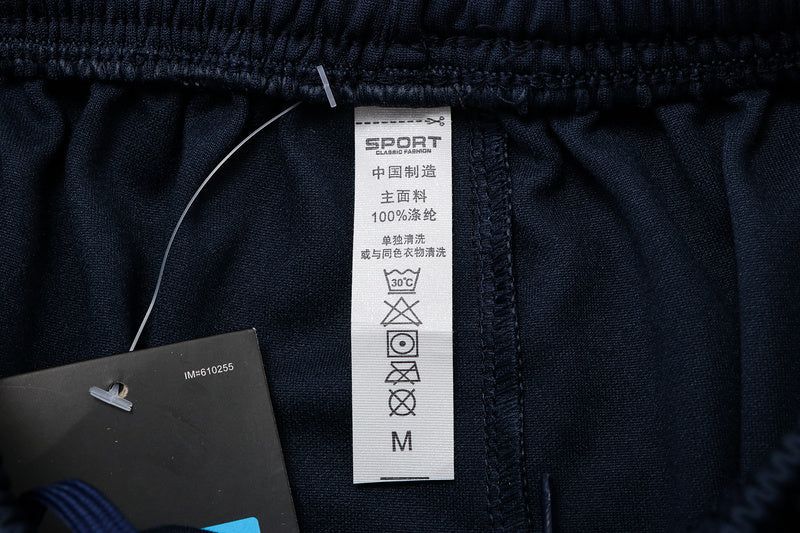 SPORT
CLASSIC FASHION
中国制造
主面料
100%涤纶
单独清洗
或与同色衣物清洗
30°C
M
IM#610255